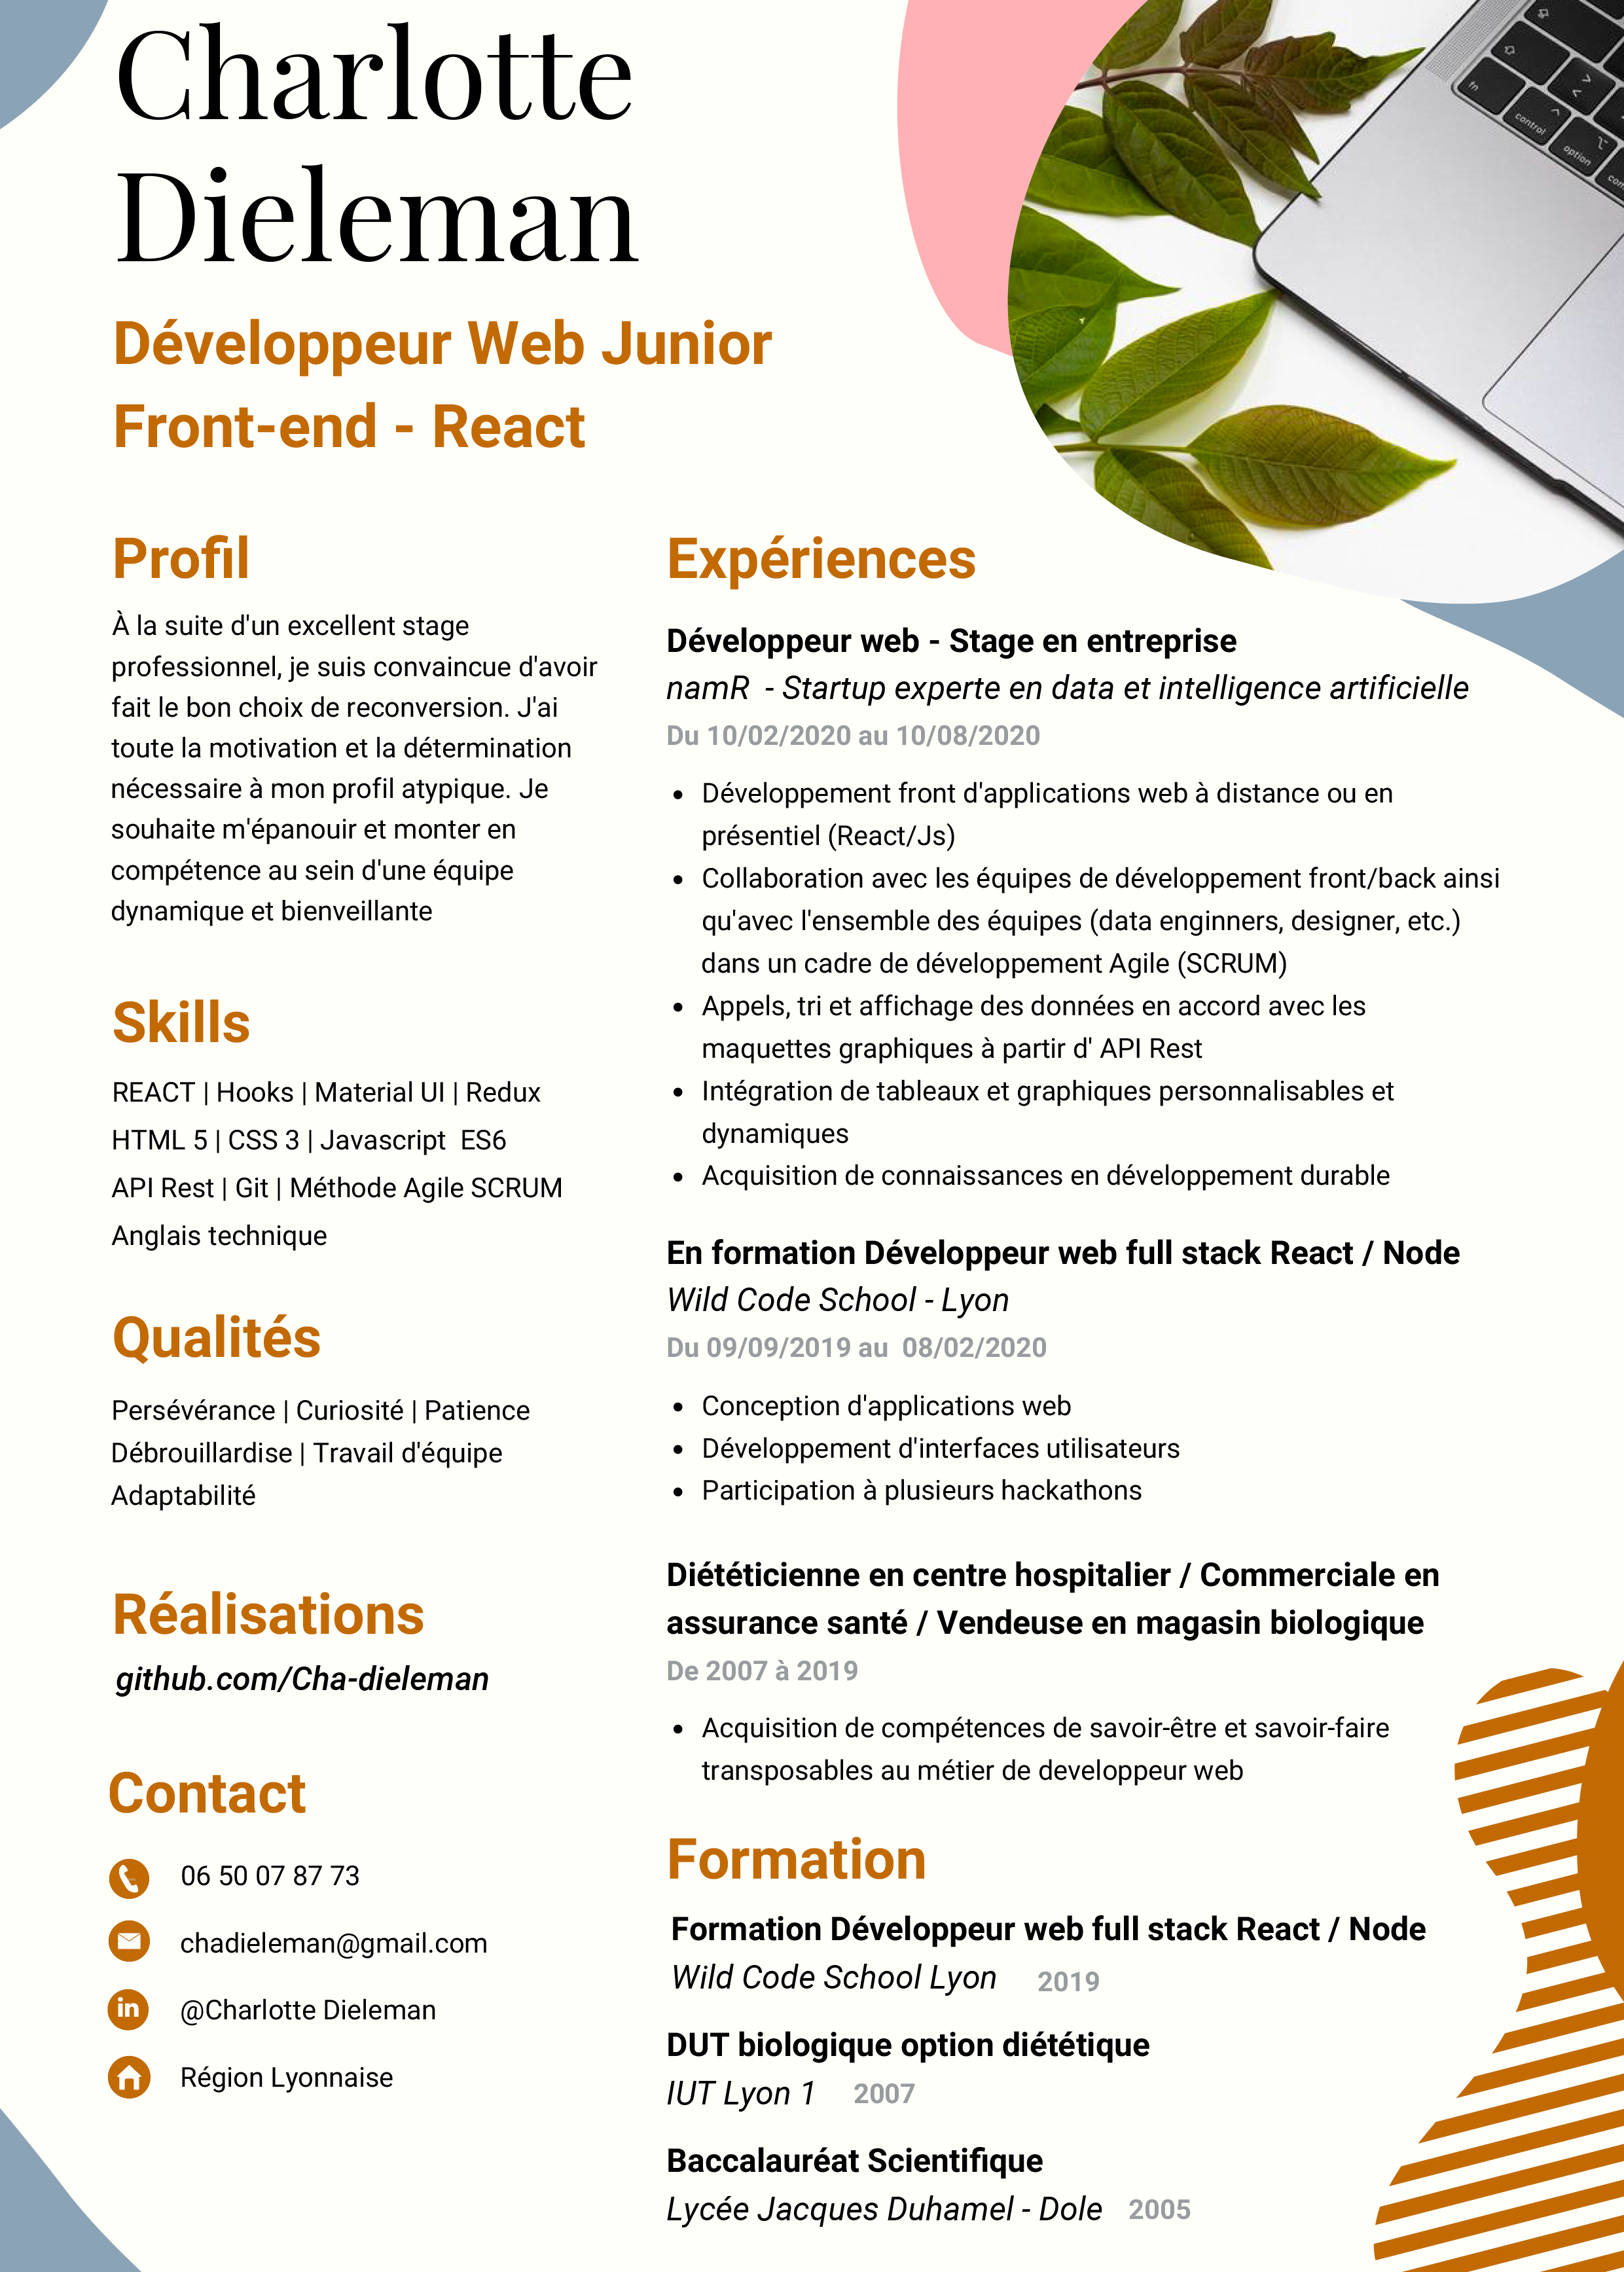 Charlotte
Dieleman
Développeur Web Junior
Front-end - React
Profil
À la suite d'un excellent stage
professionnel, je suis convaincue d'avoir
fait le bon choix de reconversion. J'ai
toute la motivation et la détermination
nécessaire à mon profil atypique. Je
souhaite m'épanouir et monter en
compétence au sein d'une équipe
dynamique et bienveillante
Skills
REACT | Hooks | Material UI | Redux
HTML 5 | CSS 3 | Javascript  ES6
API Rest | Git | Méthode Agile SCRUM
Anglais technique
Qualités
Persévérance | Curiosité | Patience
Débrouillardise | Travail d'équipe
Adaptabilité
Réalisations
github.com/Cha-dieleman
Contact
06 50 07 87 73
chadieleman@gmail.com
in
@Charlotte Dieleman
Région Lyonnaise
Expériences
Développeur web - Stage en entreprise
namR  - Startup experte en data et intelligence artificielle
Du 10/02/2020 au 10/08/2020
• Développement front d'applications web à distance ou en
présentiel (React/Js)
• Collaboration avec les équipes de développement front/back ainsi
qu'avec l'ensemble des équipes (data enginners, designer, etc.)
dans un cadre de développement Agile (SCRUM)
• Appels, tri et affichage des données en accord avec les
maquettes graphiques à partir d' API Rest
• Intégration de tableaux et graphiques personnalisables et
dynamiques
• Acquisition de connaissances en développement durable
En formation Développeur web full stack React / Node
Wild Code School - Lyon
Du 09/09/2019 au  08/02/2020
• Conception d'applications web
• Développement d'interfaces utilisateurs
• Participation à plusieurs hackathons
Diététicienne en centre hospitalier / Commerciale en
assurance santé / Vendeuse en magasin biologique
De 2007 à 2019
• Acquisition de compétences de savoir-être et savoir-faire
transposables au métier de developpeur web
Formation
Formation Développeur web full stack React / Node
Wild Code School Lyon 2019
DUT biologique option diététique
IUT Lyon 1 2007
Baccalauréat Scientifique
Lycée Jacques Duhamel - Dole 2005
fn
control
option